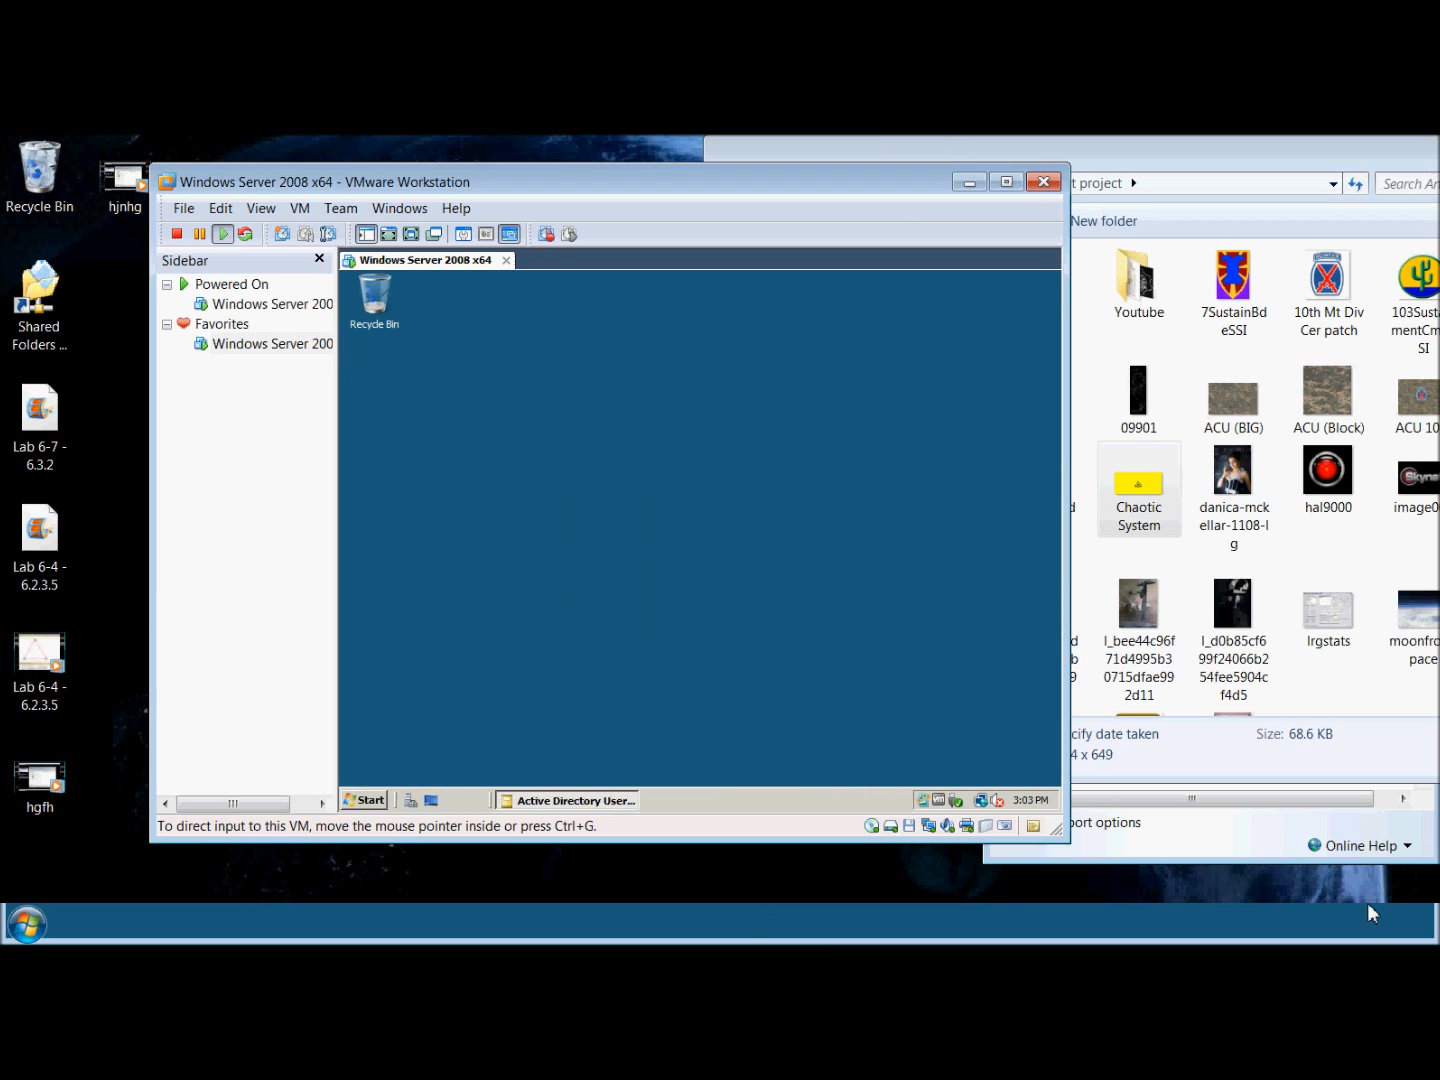 Recycle Bin
hjnhg
Shared
Folders ...
Lab 6-7 -
6.3.2
Lab 6-4 -
6.2.3.5
Lab 6-4 -
6.2.3.5
hgfh
Windows Server 2008 x64 - VMware Workstation
File Edit View VM Team Windows Help
Sidebar
Powered On
Windows Server 200
Favorites
Windows Server 200
Windows Server 2008 x64
Recycle Bin
Start
Active Directory User...
3:03 PM
To direct input to this VM, move the mouse pointer inside or press Ctrl+G.
t project
Search An
New folder
Youtube
7SustainBd
eSSI
10th Mt Div
Cer patch
103Sust
mentCm
SI
09901
ACU (BIG)
ACU (Block)
ACU 10
d
Chaotic
System
danica-mck
ellar-1108-l
g
hal9000
image0
Skyne
d
b
9
l_bee44c96f
71d4995b3
0715dfae99
2d11
l_d0b85cf6
99f24066b2
54fee5904c
f4d5
lrgstats
moonfro
pace
cify date taken
Size: 68.6 KB
4 x 649
port options
Online Help